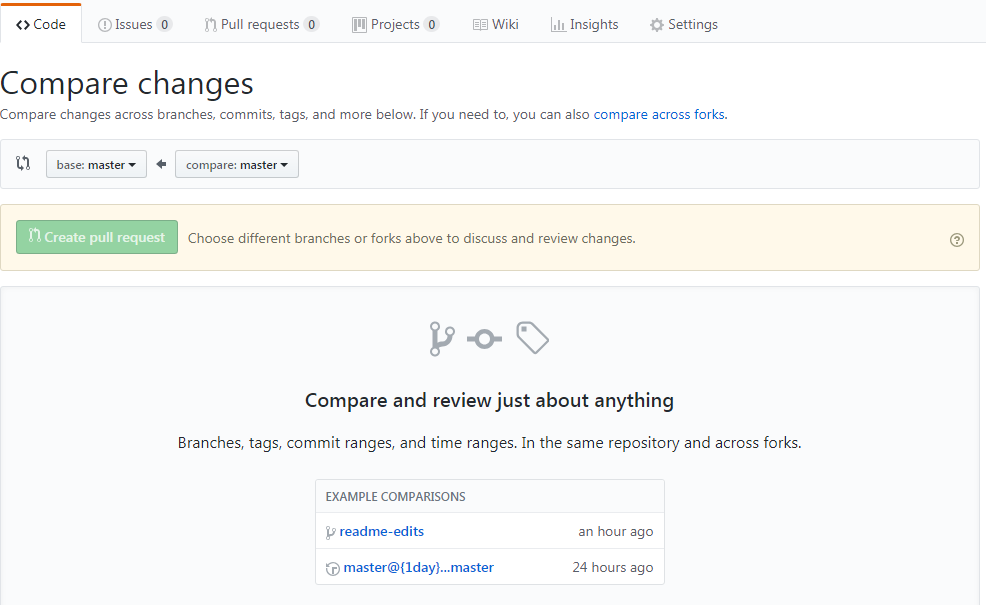 Code Issues 0 Pull requests 0 Projects 0 Wiki Insights Settings
Compare changes
Compare changes across branches, commits, tags, and more below. If you need to, you can also compare across forks.
base: master compare: master
Create pull request Choose different branches or forks above to discuss and review changes.
Compare and review just about anything
Branches, tags, commit ranges, and time ranges. In the same repository and across forks.
EXAMPLE COMPARISONS
readme-edits an hour ago
master@{1day}...master 24 hours ago